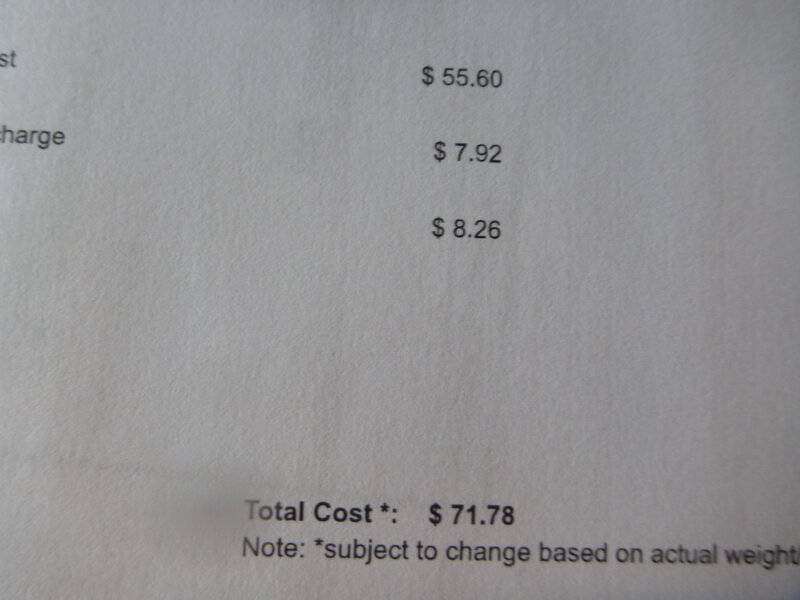 st
$ 55.60
charge
$ 7.92
$ 8.26
Total Cost *: $ 71.78
Note: *subject to change based on actual weight